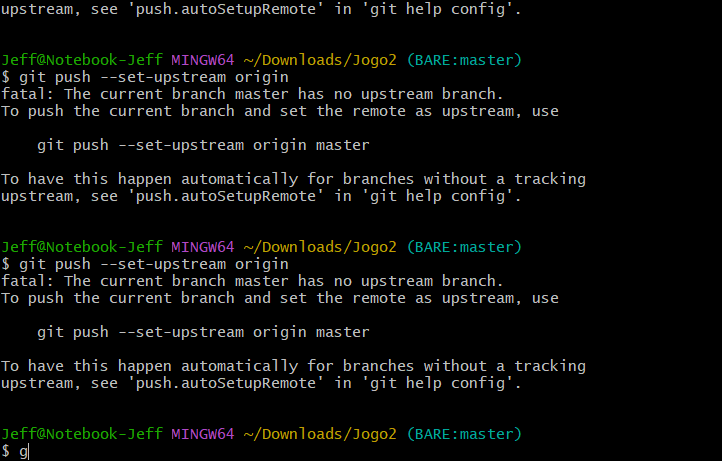 upstream, see 'push.autoSetupRemote' in 'git help config'.
Jeff@Notebook-Jeff MINGW64 ~/Downloads/Jogo2 (BARE:master)
$ git push --set-upstream origin
fatal: The current branch master has no upstream branch.
To push the current branch and set the remote as upstream, use
git push --set-upstream origin master
To have this happen automatically for branches without a tracking
upstream, see 'push.autoSetupRemote' in 'git help config'.
Jeff@Notebook-Jeff MINGW64 ~/Downloads/Jogo2 (BARE:master)
$ git push --set-upstream origin
fatal: The current branch master has no upstream branch.
To push the current branch and set the remote as upstream, use
git push --set-upstream origin master
To have this happen automatically for branches without a tracking
upstream, see 'push.autoSetupRemote' in 'git help config'.
Jeff@Notebook-Jeff MINGW64 ~/Downloads/Jogo2 (BARE:master)
$ g